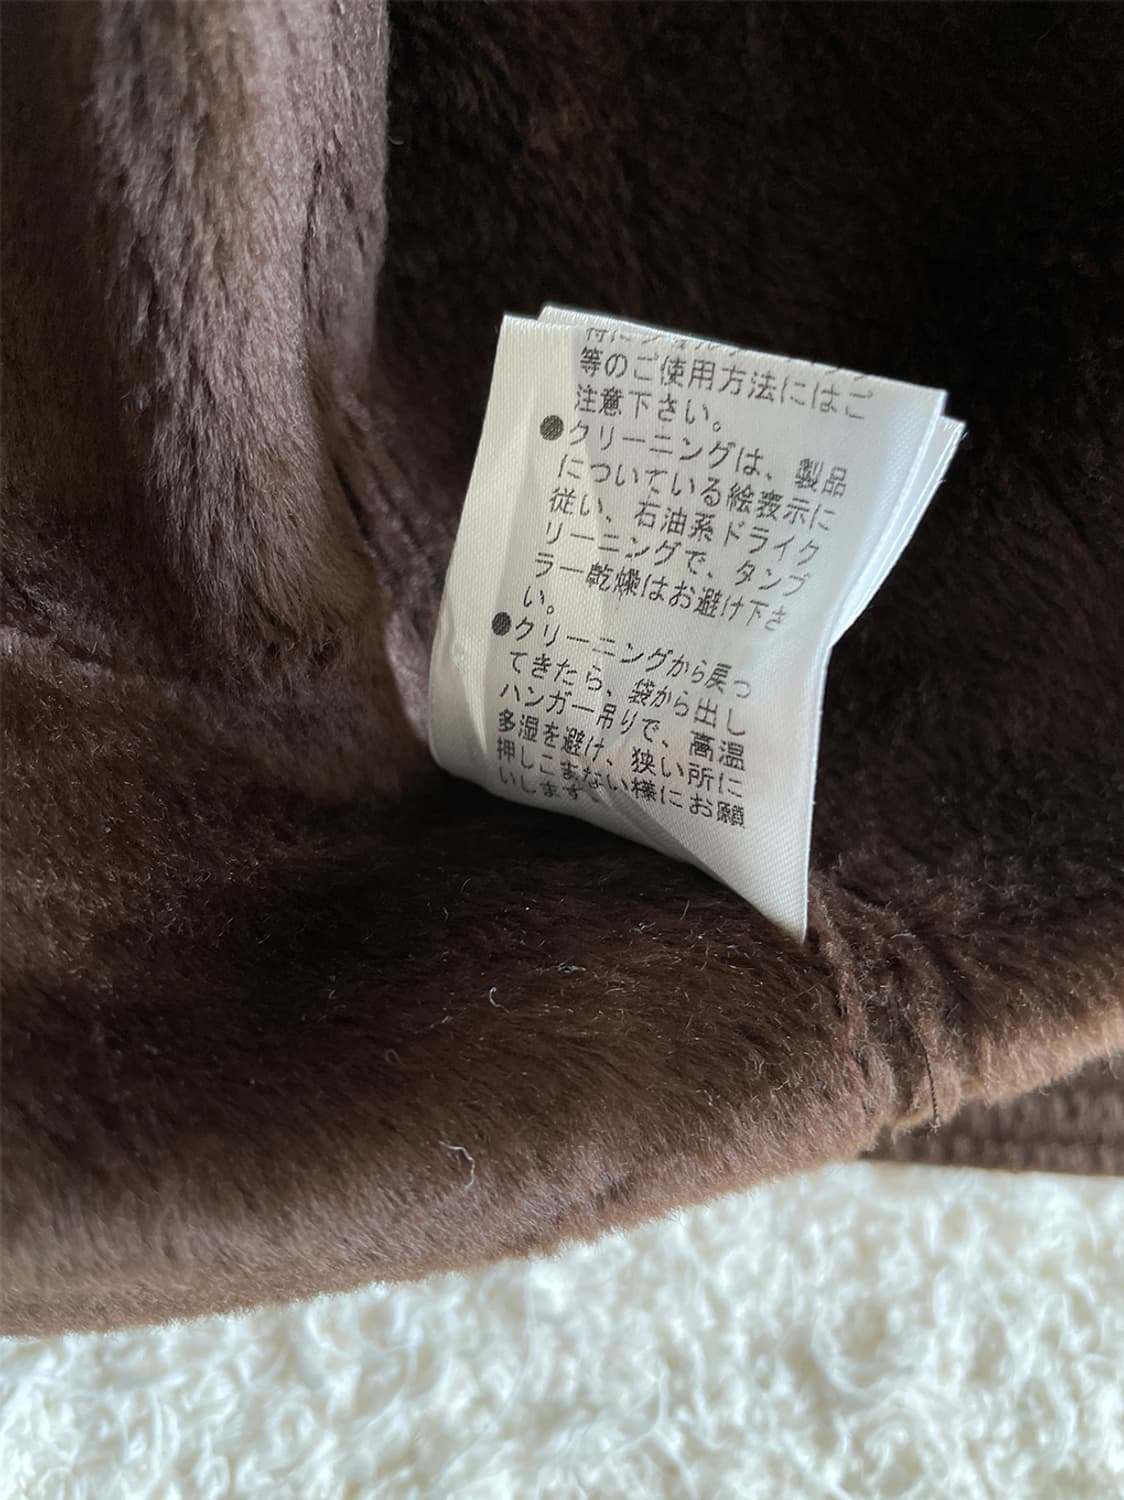 等のご使用方法にはご
注意下さい。
●クリーニングは、製品
についている絵表示に
従い、石油系ドライク
リーニングで、タンブ
ラー乾燥はお避け下さ
い。
●クリーニングから戻っ
てきたら、袋から出し
ハンガー吊りで、高温
多湿を避け、狭い所に
押しこまない様にお願
いします。